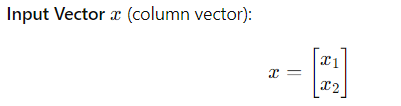 Input Vector x (column vector):
x = [x₁
x₂]